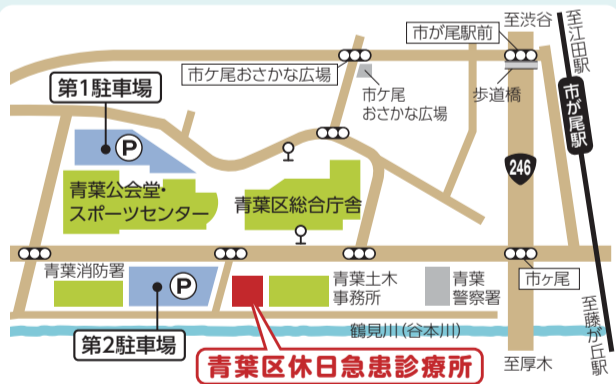 至渋谷
至江田駅
市が尾駅前
市ケ尾おさかな広場
第1駐車場
市ケ尾
おさかな広場
歩道橋
市が尾駅
P
246
青葉公会堂・
スポーツセンター
青葉区総合庁舎
青葉消防署
P
青葉土木
事務所
青葉
警察署
市ヶ尾
至藤が丘駅
鶴見川(谷本川)
第2駐車場
青葉区休日急患診療所
至厚木